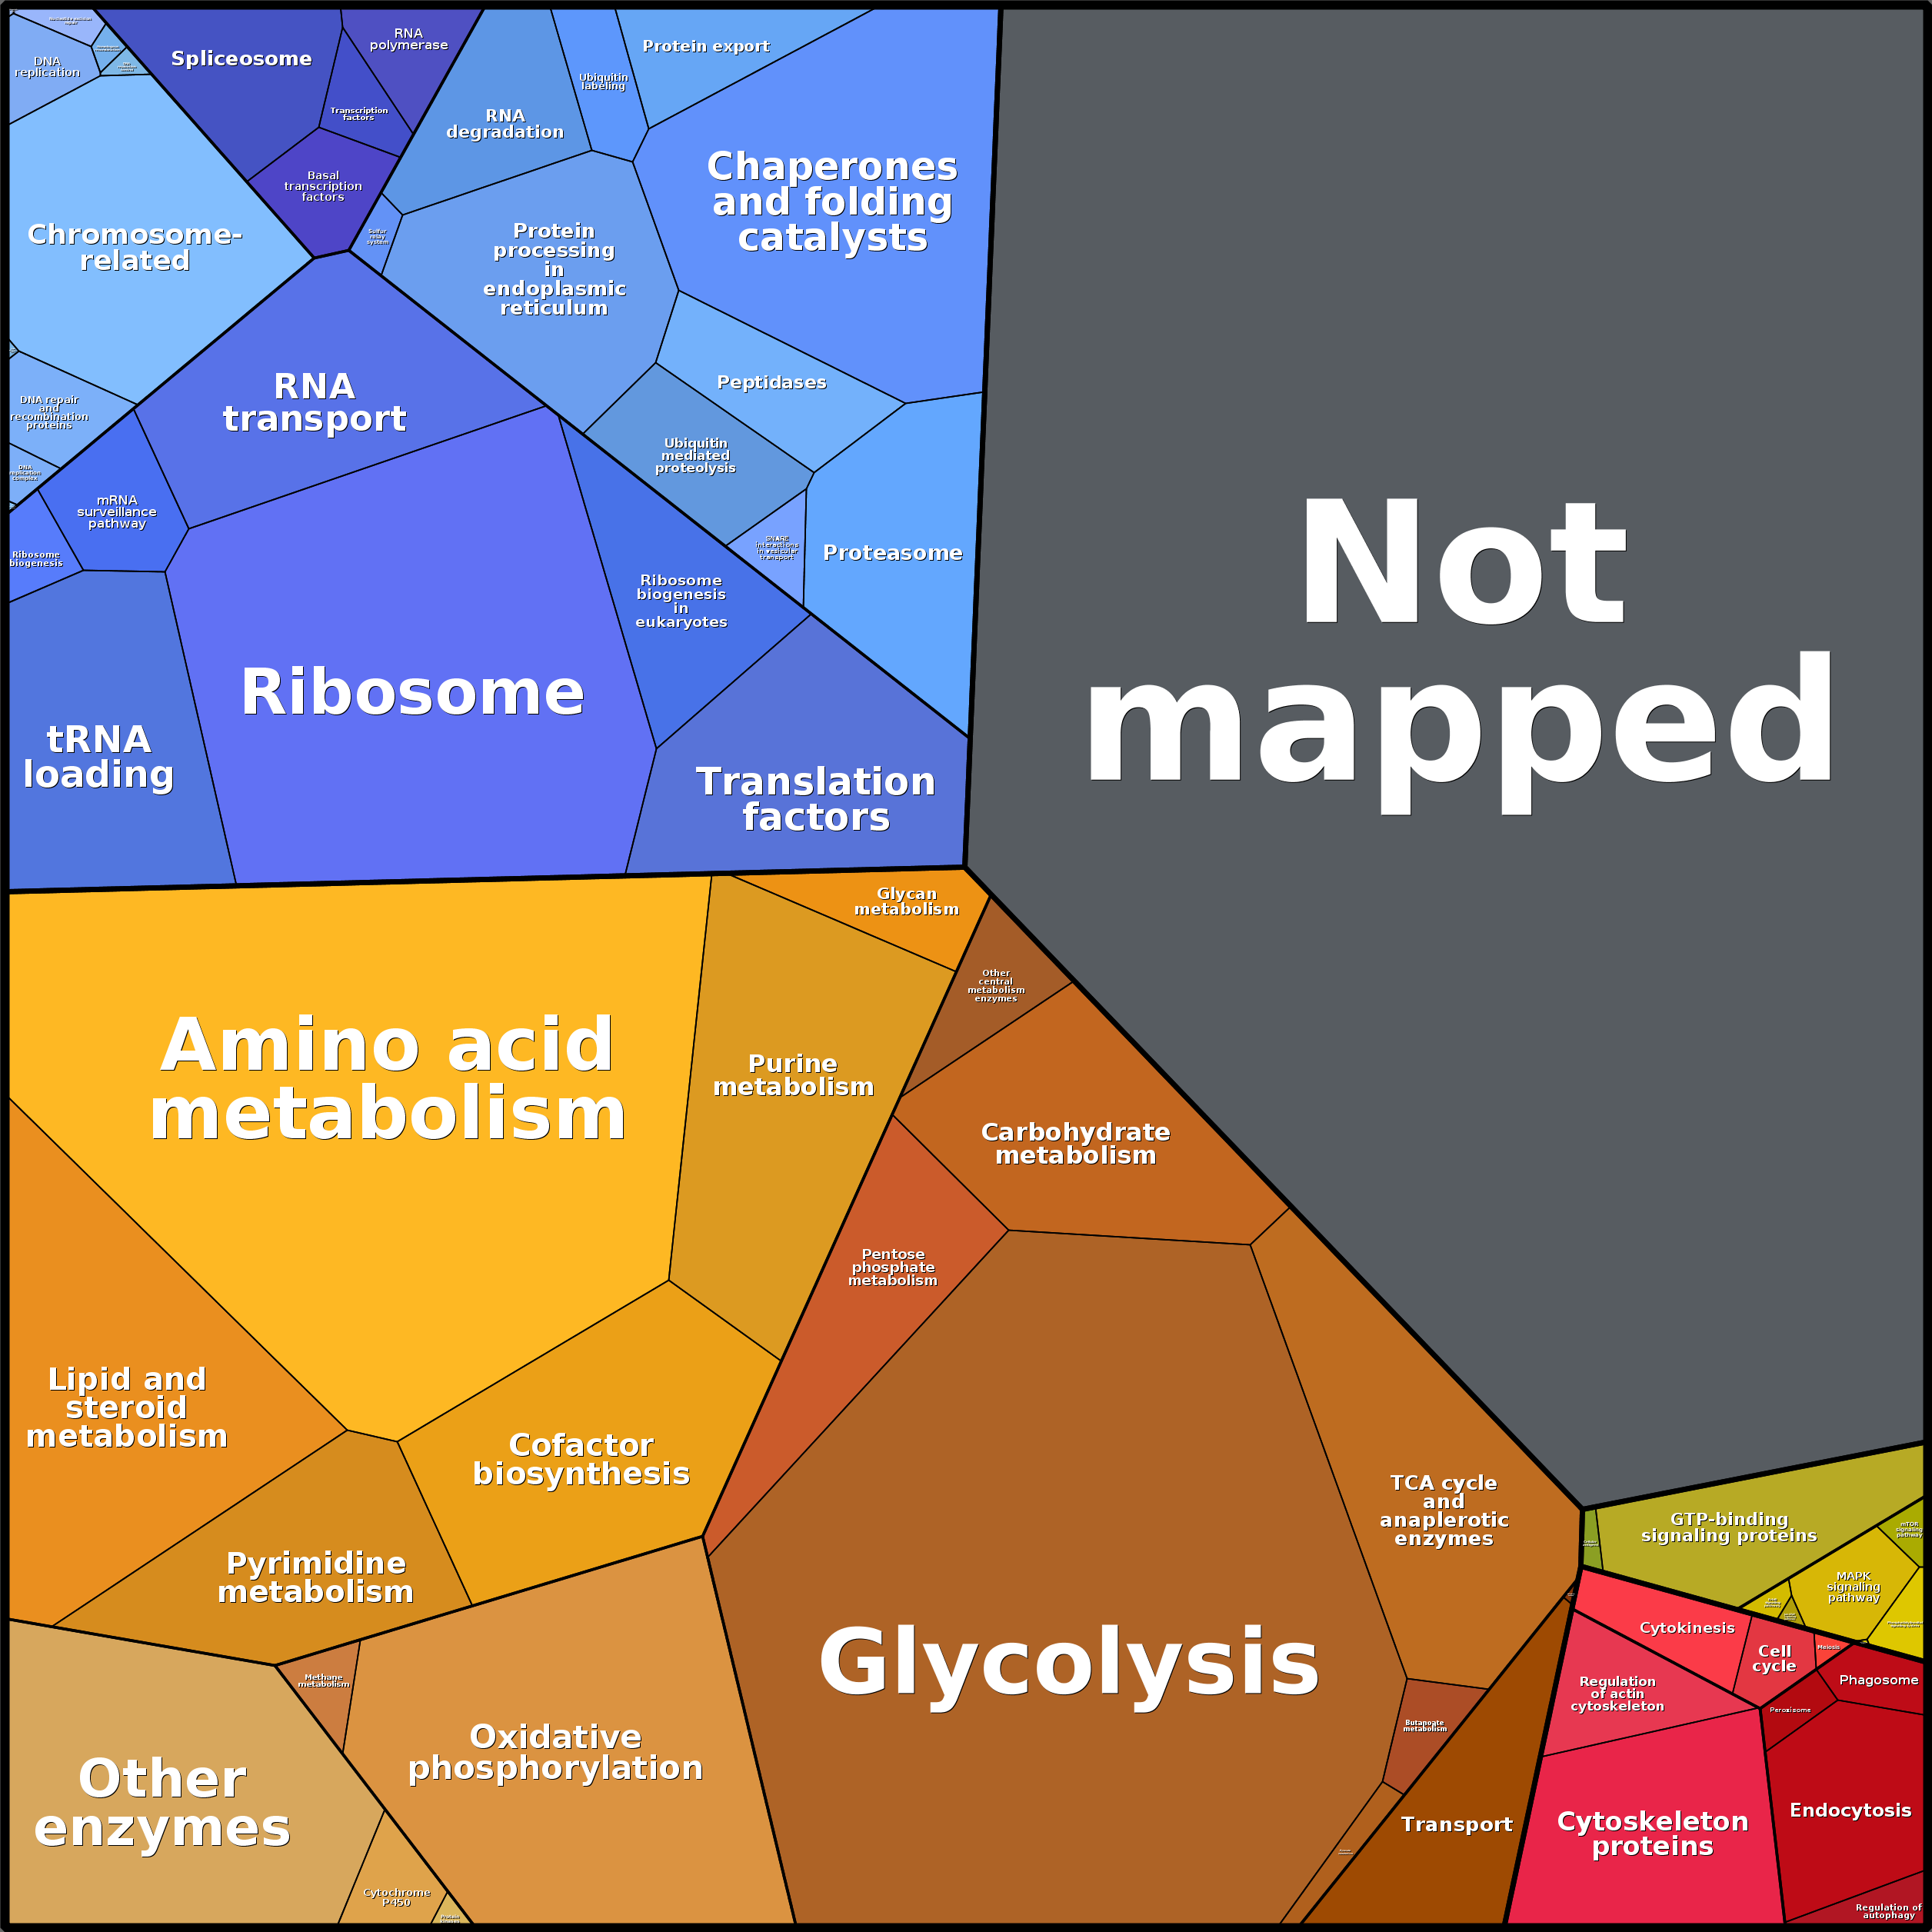 DNA
replication
Spliceosome
RNA
polymerase
Transcription
factors
Basal
transcription
factors
Chromosome-
related
DNA repair
and
recombination
proteins
DNA
replication
complex
RNA
degradation
Ubiquitin
labeling
Protein export
Chaperones
and folding
catalysts
Sulfur
relay
system
Protein
processing
in
endoplasmic
reticulum
Peptidases
Ubiquitin
mediated
proteolysis
SNARE
interactions
in vesicular
transport
Proteasome
RNA
transport
mRNA
surveillance
pathway
Ribosome
biogenesis
tRNA
loading
Ribosome
Ribosome
biogenesis
in
eukaryotes
Translation
factors
Not
mapped
Amino acid
metabolism
Purine
metabolism
Glycan
metabolism
Lipid and
steroid
metabolism
Cofactor
biosynthesis
Pyrimidine
metabolism
Other
enzymes
Cytochrome
P450
Other
central
metabolism
enzymes
Carbohydrate
metabolism
Pentose
phosphate
metabolism
Glycolysis
TCA cycle
and
anaplerotic
enzymes
Butanoate
metabolism
Methane
metabolism
Oxidative
phosphorylation
Transport
GTP-binding
signaling proteins
mTOR
signaling
pathway
MAPK
signaling
pathway
Cytokinesis
Cell
cycle
Meiosis
Regulation
of actin
cytoskeleton
Cytoskeleton
proteins
Peroxisome
Phagosome
Endocytosis
Regulation of
autophagy